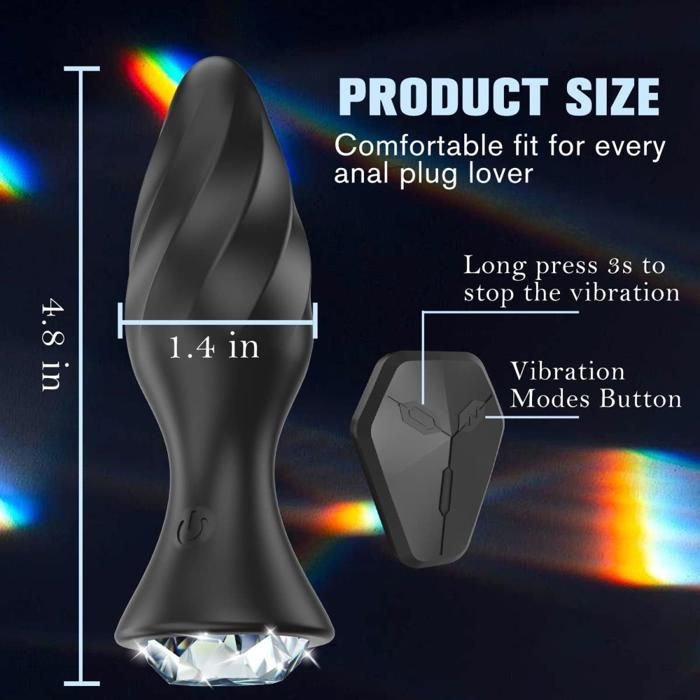 PRODUCT SIZE
Comfortable fit for every
anal plug lover
Long press 3s to
stop the vibration
Vibration
Modes Button
4.8 in
1.4 in